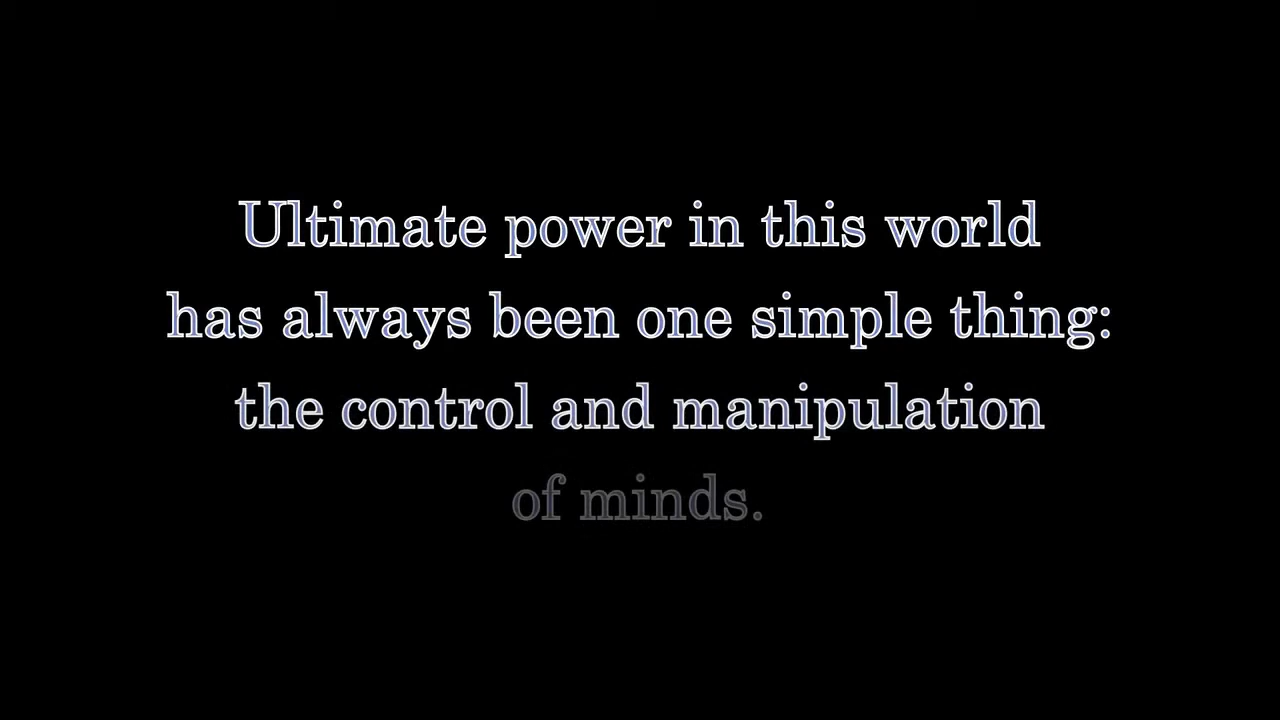 Ultimate power in this world
has always been one simple thing:
the control and manipulation
of minds.